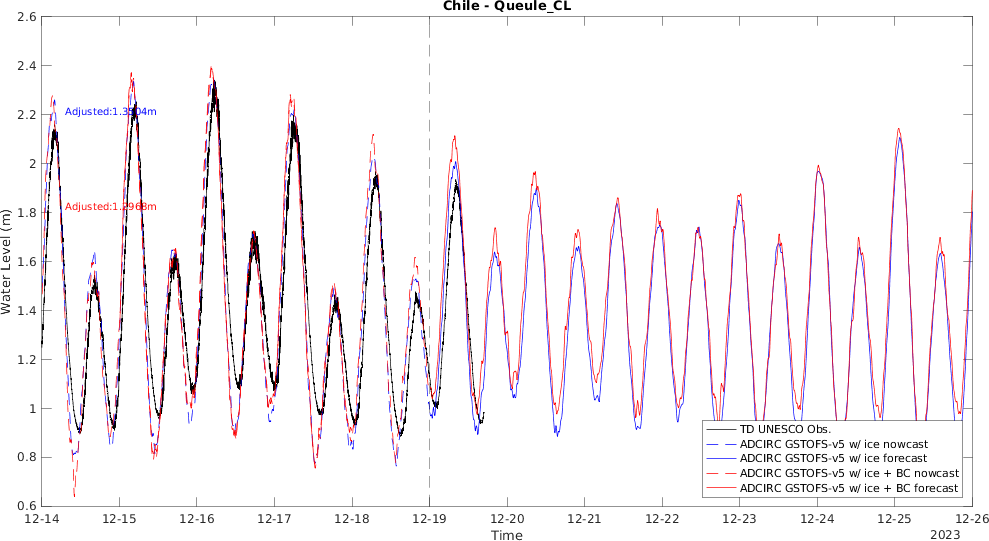 Chile - Queule_CL
2.6
2.4
2.2
2
1.8
1.6
1.4
1.2
1
0.8
0.6
Water Level (m)
Adjusted:1.3504m
Adjusted:1.2968m
TD UNESCO Obs.
ADCIRC GSTOFS-v5 w/ ice nowcast
ADCIRC GSTOFS-v5 w/ ice forecast
ADCIRC GSTOFS-v5 w/ ice + BC nowcast
ADCIRC GSTOFS-v5 w/ ice + BC forecast
12-14 12-15 12-16 12-17 12-18 12-19 12-20 12-21 12-22 12-23 12-24 12-25 12-26
Time
2023